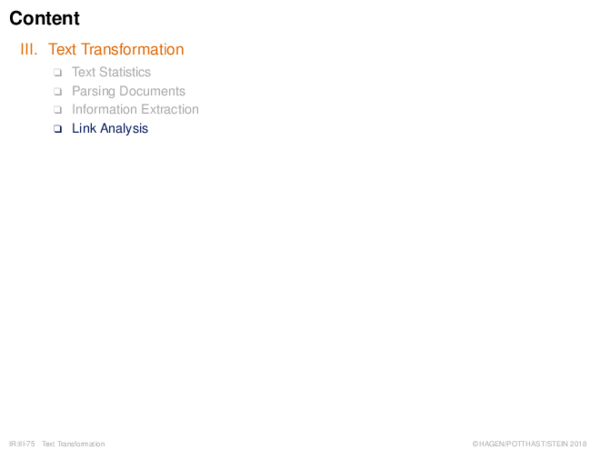 Content
III. Text Transformation
❑ Text Statistics
❑ Parsing Documents
❑ Information Extraction
❑ Link Analysis
IR:III-75 Text Transformation
©HAGEN/POTTHAST/STEIN 2018